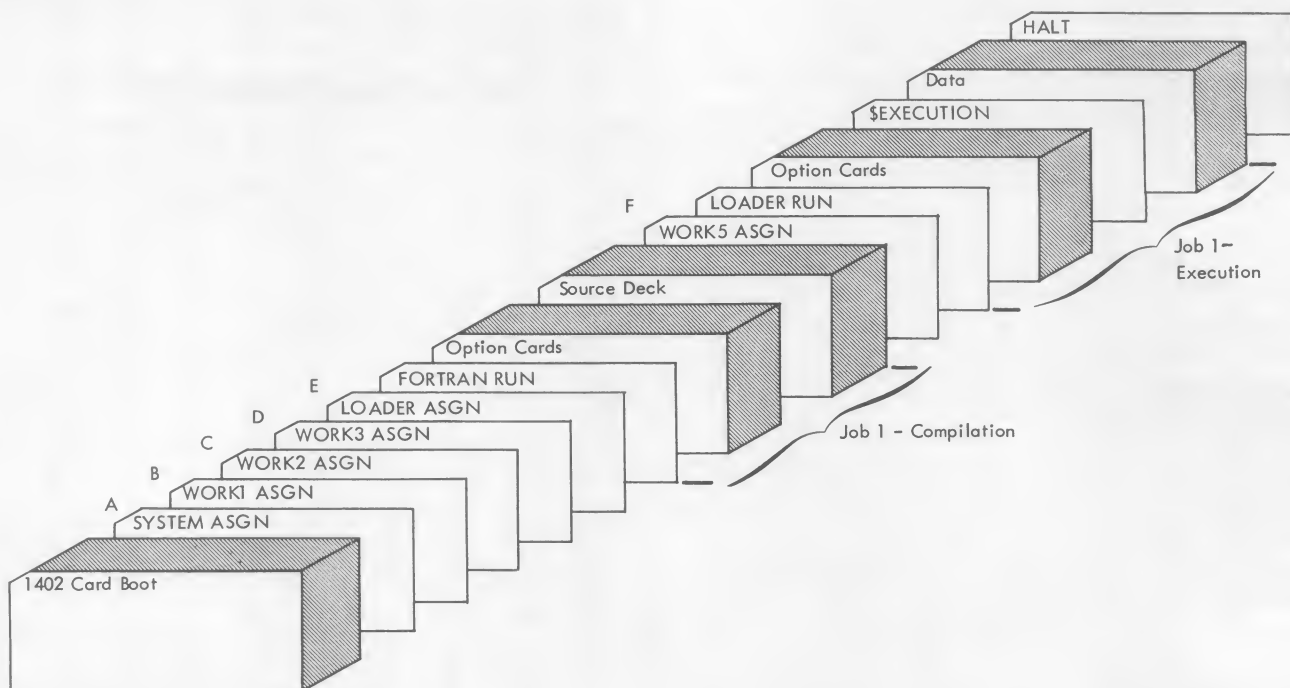 HALT
Data
$EXECUTION
Option Cards
F
LOADER RUN
WORK5 ASGN
Job 1-
Execution
Source Deck
Option Cards
FORTRAN RUN
E
LOADER ASGN
D
WORK3 ASGN
Job 1 - Compilation
C
WORK2 ASGN
B
WORK1 ASGN
A
SYSTEM ASGN
1402 Card Boot